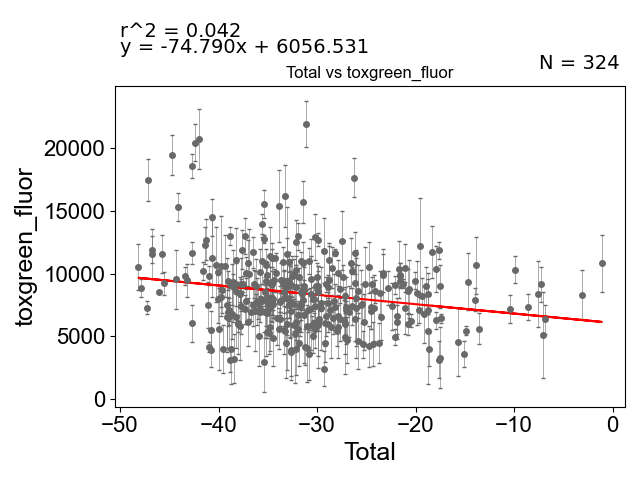 r^2 = 0.042
y = -74.790x + 6056.531
N = 324
Total vs toxgreen_fluor
toxgreen_fluor
20000
15000
10000
5000
0
−50
−40
−30
−20
−10
0
Total